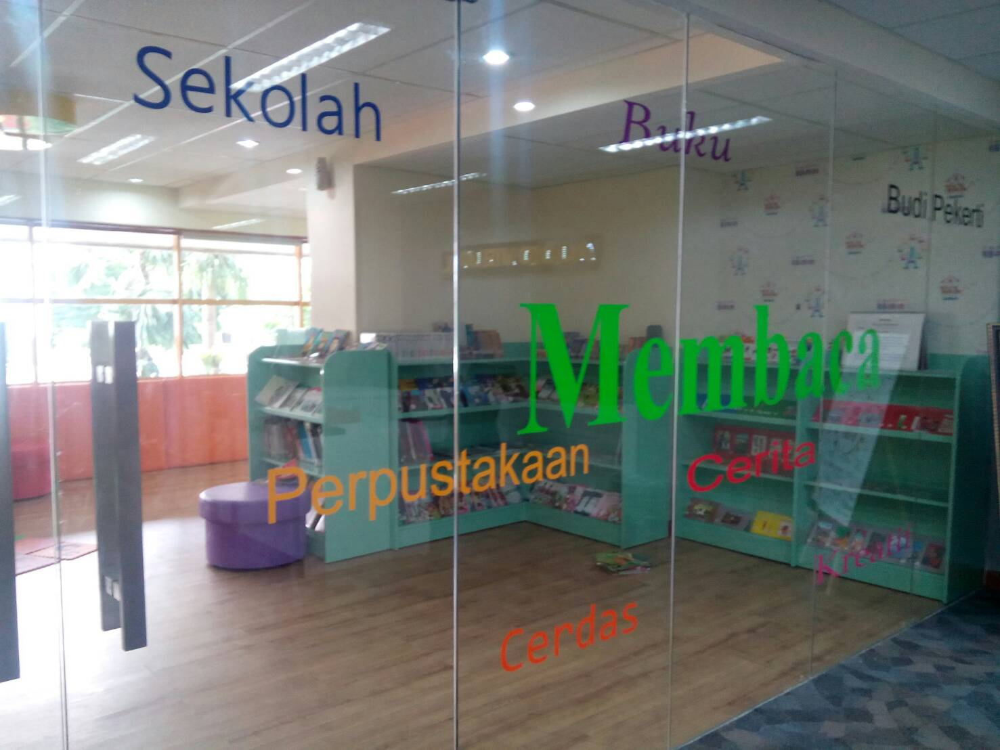 Sekolah
Buku
Budi Pekerti
Membaca
Perpustakaan
Cerita
Kreatif
Cerdas